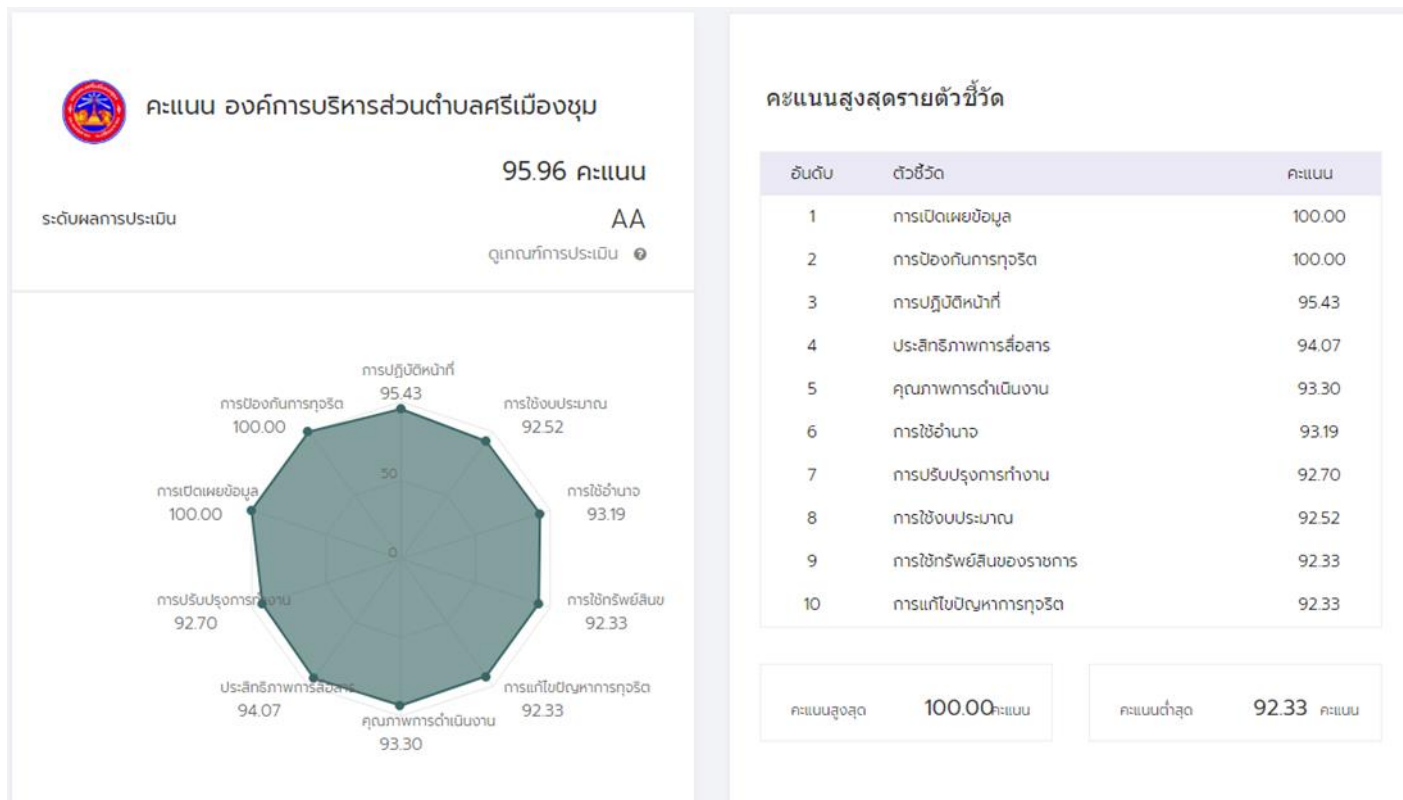 คะแนน องค์การบริหารส่วนตำบลศรีเมืองชุม
95.96 คะแนน
ระดับผลการประเมิน AA
ดูเกณฑ์การประเมิน
การปฏิบัติหน้าที่
95.43
การป้องกันการทุจริต
100.00
การใช้งบประมาณ
92.52
50
การเปิดเผยข้อมูล
100.00
การใช้อำนาจ
93.19
0
การปรับปรุงการทำงาน
92.70
การใช้ทรัพย์สินข
92.33
ประสิทธิภาพการสื่อสาร
94.07
การแก้ไขปัญหาการทุจริต
92.33
คุณภาพการดำเนินงาน
93.30
คะแนนสูงสุดรายตัวชี้วัด
อันดับ ตัวชี้วัด คะแนน
1 การเปิดเผยข้อมูล 100.00
2 การป้องกันการทุจริต 100.00
3 การปฏิบัติหน้าที่ 95.43
4 ประสิทธิภาพการสื่อสาร 94.07
5 คุณภาพการดำเนินงาน 93.30
6 การใช้อำนาจ 93.19
7 การปรับปรุงการทำงาน 92.70
8 การใช้งบประมาณ 92.52
9 การใช้ทรัพย์สินของราชการ 92.33
10 การแก้ไขปัญหาการทุจริต 92.33
คะแนนสูงสุด 100.00คะแนน
คะแนนต่ำสุด 92.33 คะแนน